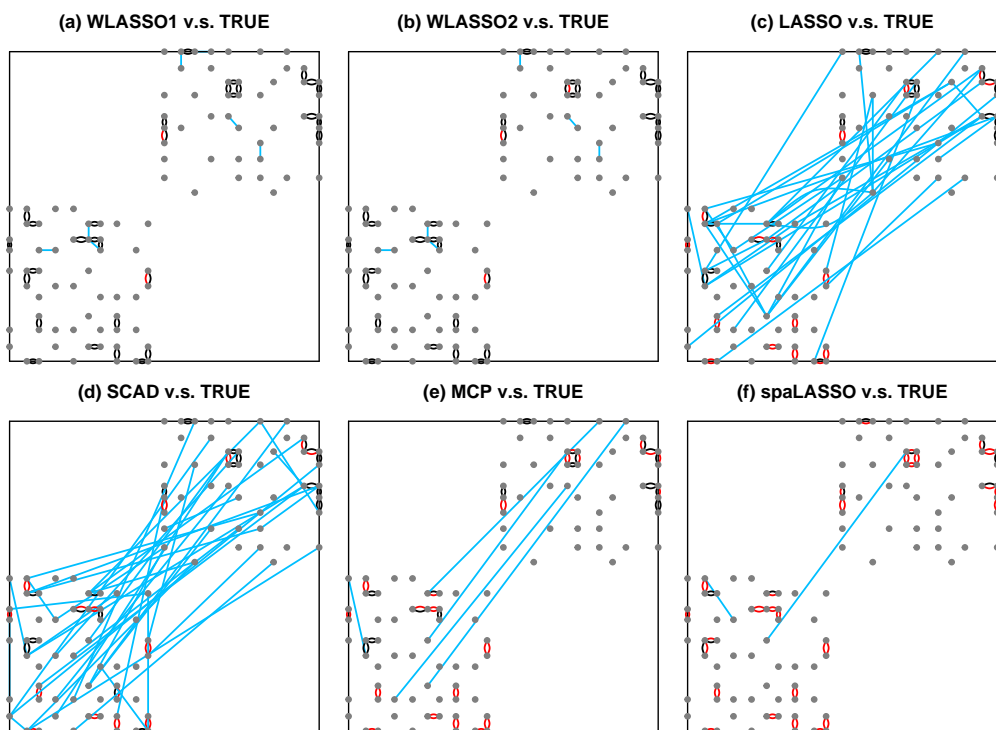 (a) WLASSO1 v.s. TRUE
(b) WLASSO2 v.s. TRUE
(c) LASSO v.s. TRUE
(d) SCAD v.s. TRUE
(e) MCP v.s. TRUE
(f) spaLASSO v.s. TRUE